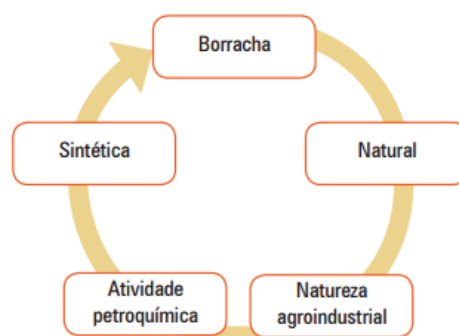 Borracha
Natural
Natureza
agroindustrial
Atividade
petroquímica
Sintética